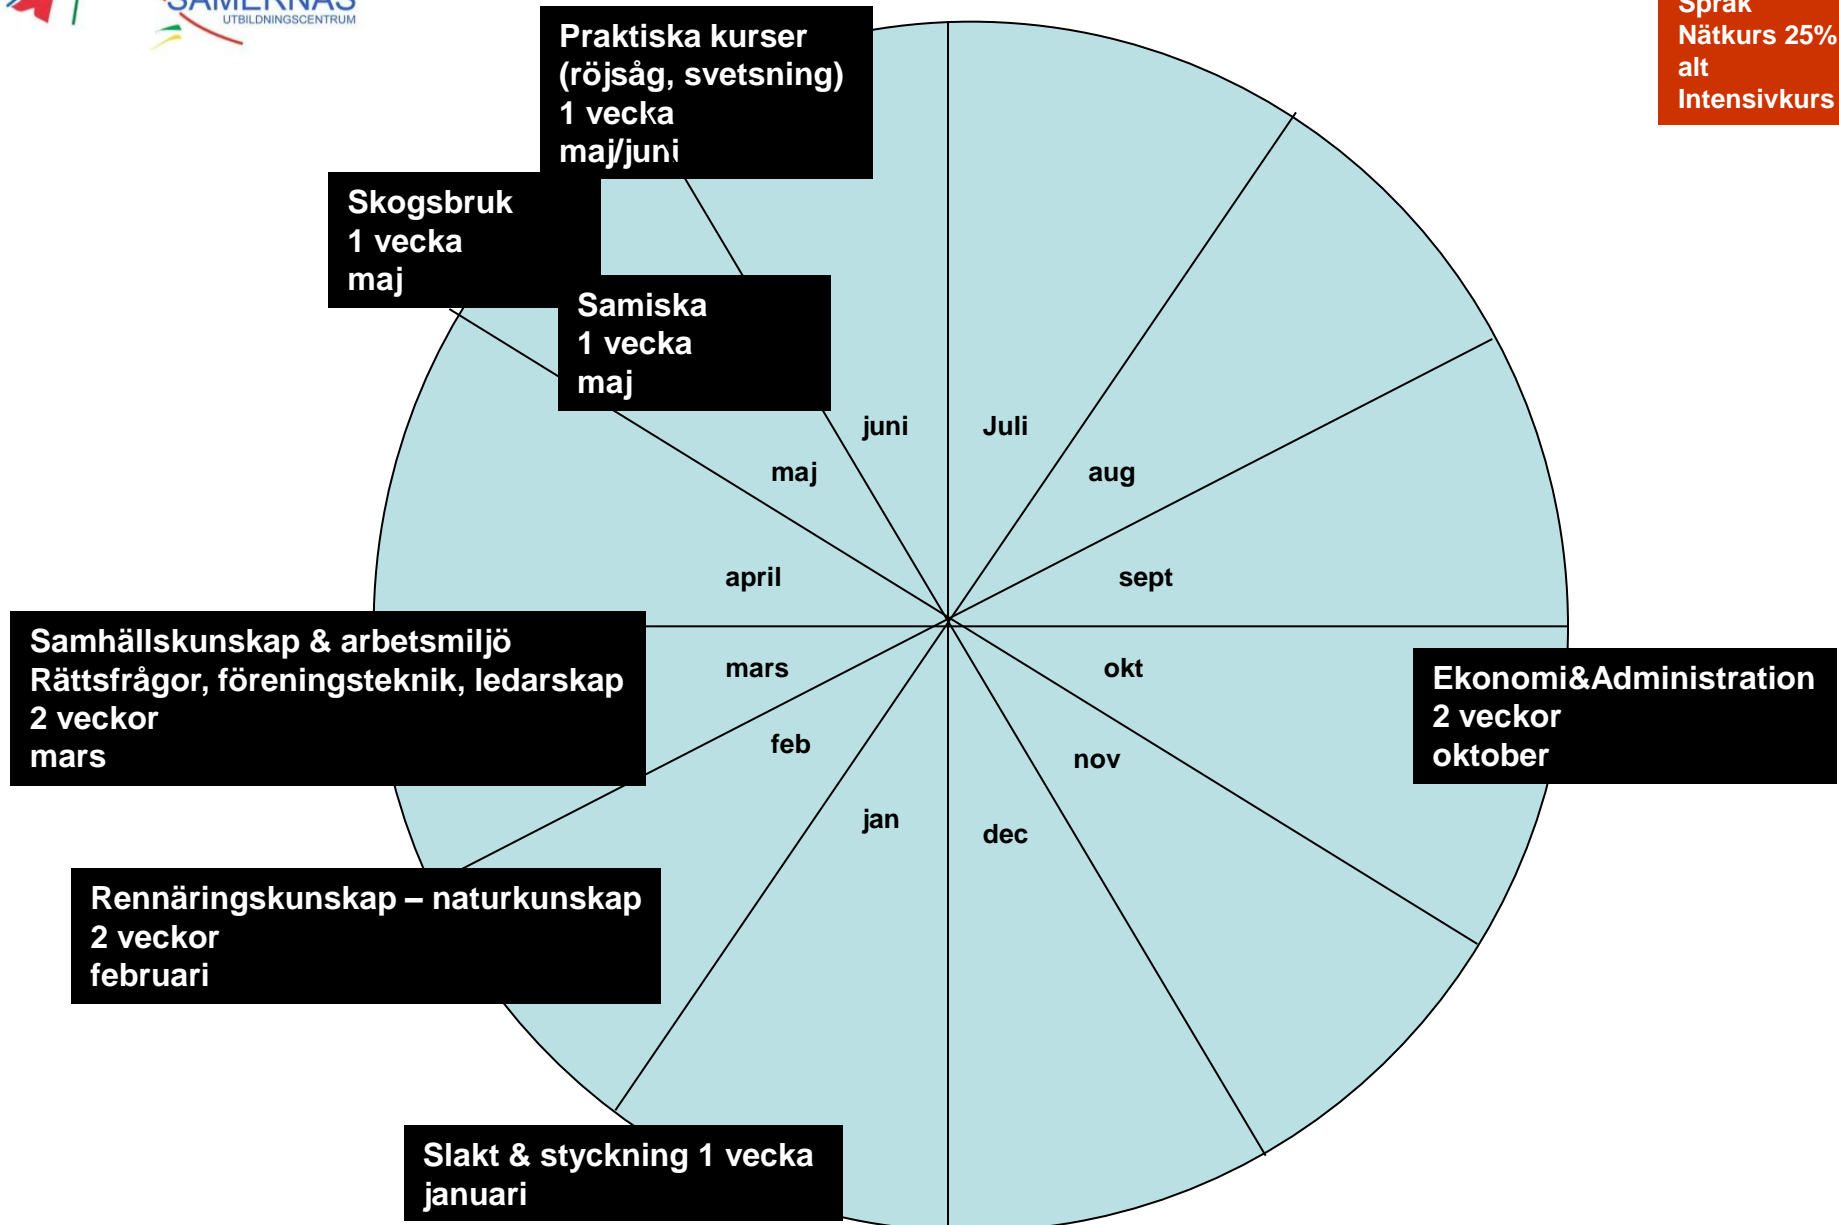 SAMERNAS
UTBILDNINGSCENTRUM
Språk
Nätkurs 25%
alt
Intensivkurs
Praktiska kurser
(röjsåg, svetsning)
1 vecka
maj/juni
Skogsbruk
1 vecka
maj
Samiska
1 vecka
maj
juni
Juli
maj
aug
april
sept
Samhällskunskap & arbetsmiljö
Rättsfrågor, föreningsteknik, ledarskap
2 veckor
mars
mars
okt
Ekonomi&Administration
2 veckor
oktober
feb
nov
jan
dec
Rennäringskunskap – naturkunskap
2 veckor
februari
Slakt & styckning 1 vecka
januari